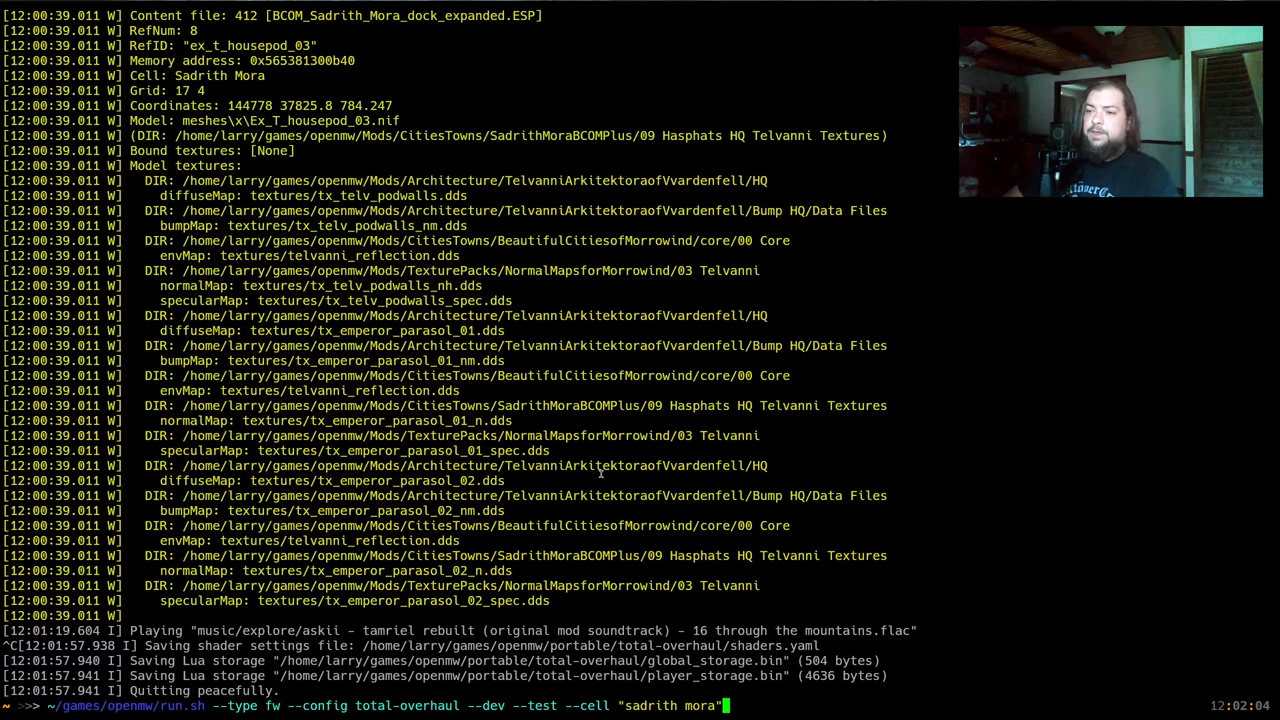 [12:00:39.011 W] Content file: 412 [BCOM_Sadrith_Mora_dock_expanded.ESP]
[12:00:39.011 W] RefNum: 8
[12:00:39.011 W] RefID: "ex_t_housepod_03"
[12:00:39.011 W] Memory address: 0x565381300b40
[12:00:39.011 W] Cell: Sadrith Mora
[12:00:39.011 W] Grid: 17 4
[12:00:39.011 W] Coordinates: 144778 37825.8 784.247
[12:00:39.011 W] Model: meshes\x\Ex_T_housepod_03.nif
[12:00:39.011 W] (DIR: /home/larry/games/openmw/Mods/CitiesTowns/SadrithMoraBCOMPlus/09 Hasphats HQ Telvanni Textures)
[12:00:39.011 W] Bound textures: [None]
[12:00:39.011 W] Model textures:
[12:00:39.011 W]   DIR: /home/larry/games/openmw/Mods/Architecture/TelvanniArkitektoraofVvardenfell/HQ
[12:00:39.011 W]     diffuseMap: textures/tx_telv_podwalls.dds
[12:00:39.011 W]   DIR: /home/larry/games/openmw/Mods/Architecture/TelvanniArkitektoraofVvardenfell/Bump HQ/Data Files
[12:00:39.011 W]     bumpMap: textures/tx_telv_podwalls_nm.dds
[12:00:39.011 W]   DIR: /home/larry/games/openmw/Mods/CitiesTowns/BeautifulCitiesofMorrowind/core/00 Core
[12:00:39.011 W]     envMap: textures/telvanni_reflection.dds
[12:00:39.011 W]   DIR: /home/larry/games/openmw/Mods/TexturePacks/NormalMapsforMorrowind/03 Telvanni
[12:00:39.011 W]     normalMap: textures/tx_telv_podwalls_nh.dds
[12:00:39.011 W]     specularMap: textures/tx_telv_podwalls_spec.dds
[12:00:39.011 W]   DIR: /home/larry/games/openmw/Mods/Architecture/TelvanniArkitektoraofVvardenfell/HQ
[12:00:39.011 W]     diffuseMap: textures/tx_emperor_parasol_01.dds
[12:00:39.011 W]   DIR: /home/larry/games/openmw/Mods/Architecture/TelvanniArkitektoraofVvardenfell/Bump HQ/Data Files
[12:00:39.011 W]     bumpMap: textures/tx_emperor_parasol_01_nm.dds
[12:00:39.011 W]   DIR: /home/larry/games/openmw/Mods/CitiesTowns/BeautifulCitiesofMorrowind/core/00 Core
[12:00:39.011 W]     envMap: textures/telvanni_reflection.dds
[12:00:39.011 W]   DIR: /home/larry/games/openmw/Mods/CitiesTowns/SadrithMoraBCOMPlus/09 Hasphats HQ Telvanni Textures
[12:00:39.011 W]     normalMap: textures/tx_emperor_parasol_01_n.dds
[12:00:39.011 W]   DIR: /home/larry/games/openmw/Mods/TexturePacks/NormalMapsforMorrowind/03 Telvanni
[12:00:39.011 W]     specularMap: textures/tx_emperor_parasol_01_spec.dds
[12:00:39.011 W]   DIR: /home/larry/games/openmw/Mods/Architecture/TelvanniArkitektoraofVvardenfell/HQ
[12:00:39.011 W]     diffuseMap: textures/tx_emperor_parasol_02.dds
[12:00:39.011 W]   DIR: /home/larry/games/openmw/Mods/Architecture/TelvanniArkitektoraofVvardenfell/Bump HQ/Data Files
[12:00:39.011 W]     bumpMap: textures/tx_emperor_parasol_02_nm.dds
[12:00:39.011 W]   DIR: /home/larry/games/openmw/Mods/CitiesTowns/BeautifulCitiesofMorrowind/core/00 Core
[12:00:39.011 W]     envMap: textures/telvanni_reflection.dds
[12:00:39.011 W]   DIR: /home/larry/games/openmw/Mods/CitiesTowns/SadrithMoraBCOMPlus/09 Hasphats HQ Telvanni Textures
[12:00:39.011 W]     normalMap: textures/tx_emperor_parasol_02_n.dds
[12:00:39.011 W]   DIR: /home/larry/games/openmw/Mods/TexturePacks/NormalMapsforMorrowind/03 Telvanni
[12:00:39.011 W]     specularMap: textures/tx_emperor_parasol_02_spec.dds
[12:00:39.011 W]
[12:01:19.604 I] Playing "music/explore/askii - tamriel rebuilt (original mod soundtrack) - 16 through the mountains.flac"
^C[12:01:57.938 I] Saving shader settings file: /home/larry/games/openmw/portable/total-overhaul/shaders.yaml
[12:01:57.940 I] Saving Lua storage "/home/larry/games/openmw/portable/total-overhaul/global_storage.bin" (504 bytes)
[12:01:57.941 I] Saving Lua storage "/home/larry/games/openmw/portable/total-overhaul/player_storage.bin" (4636 bytes)
[12:01:57.941 I] Quitting peacefully.
~ >>> ~/games/openmw/run.sh --type fw --config total-overhaul --dev --test --cell "sadrith mora" 12:02:04